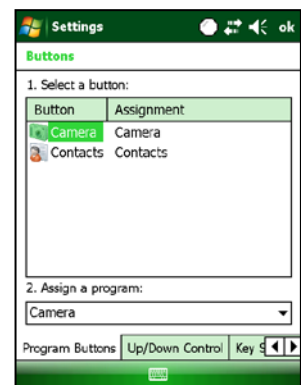 Settings ok
Buttons
1. Select a button:
Button Assignment
Camera Camera
Contacts Contacts
2. Assign a program:
Camera
Program Buttons Up/Down Control Key S